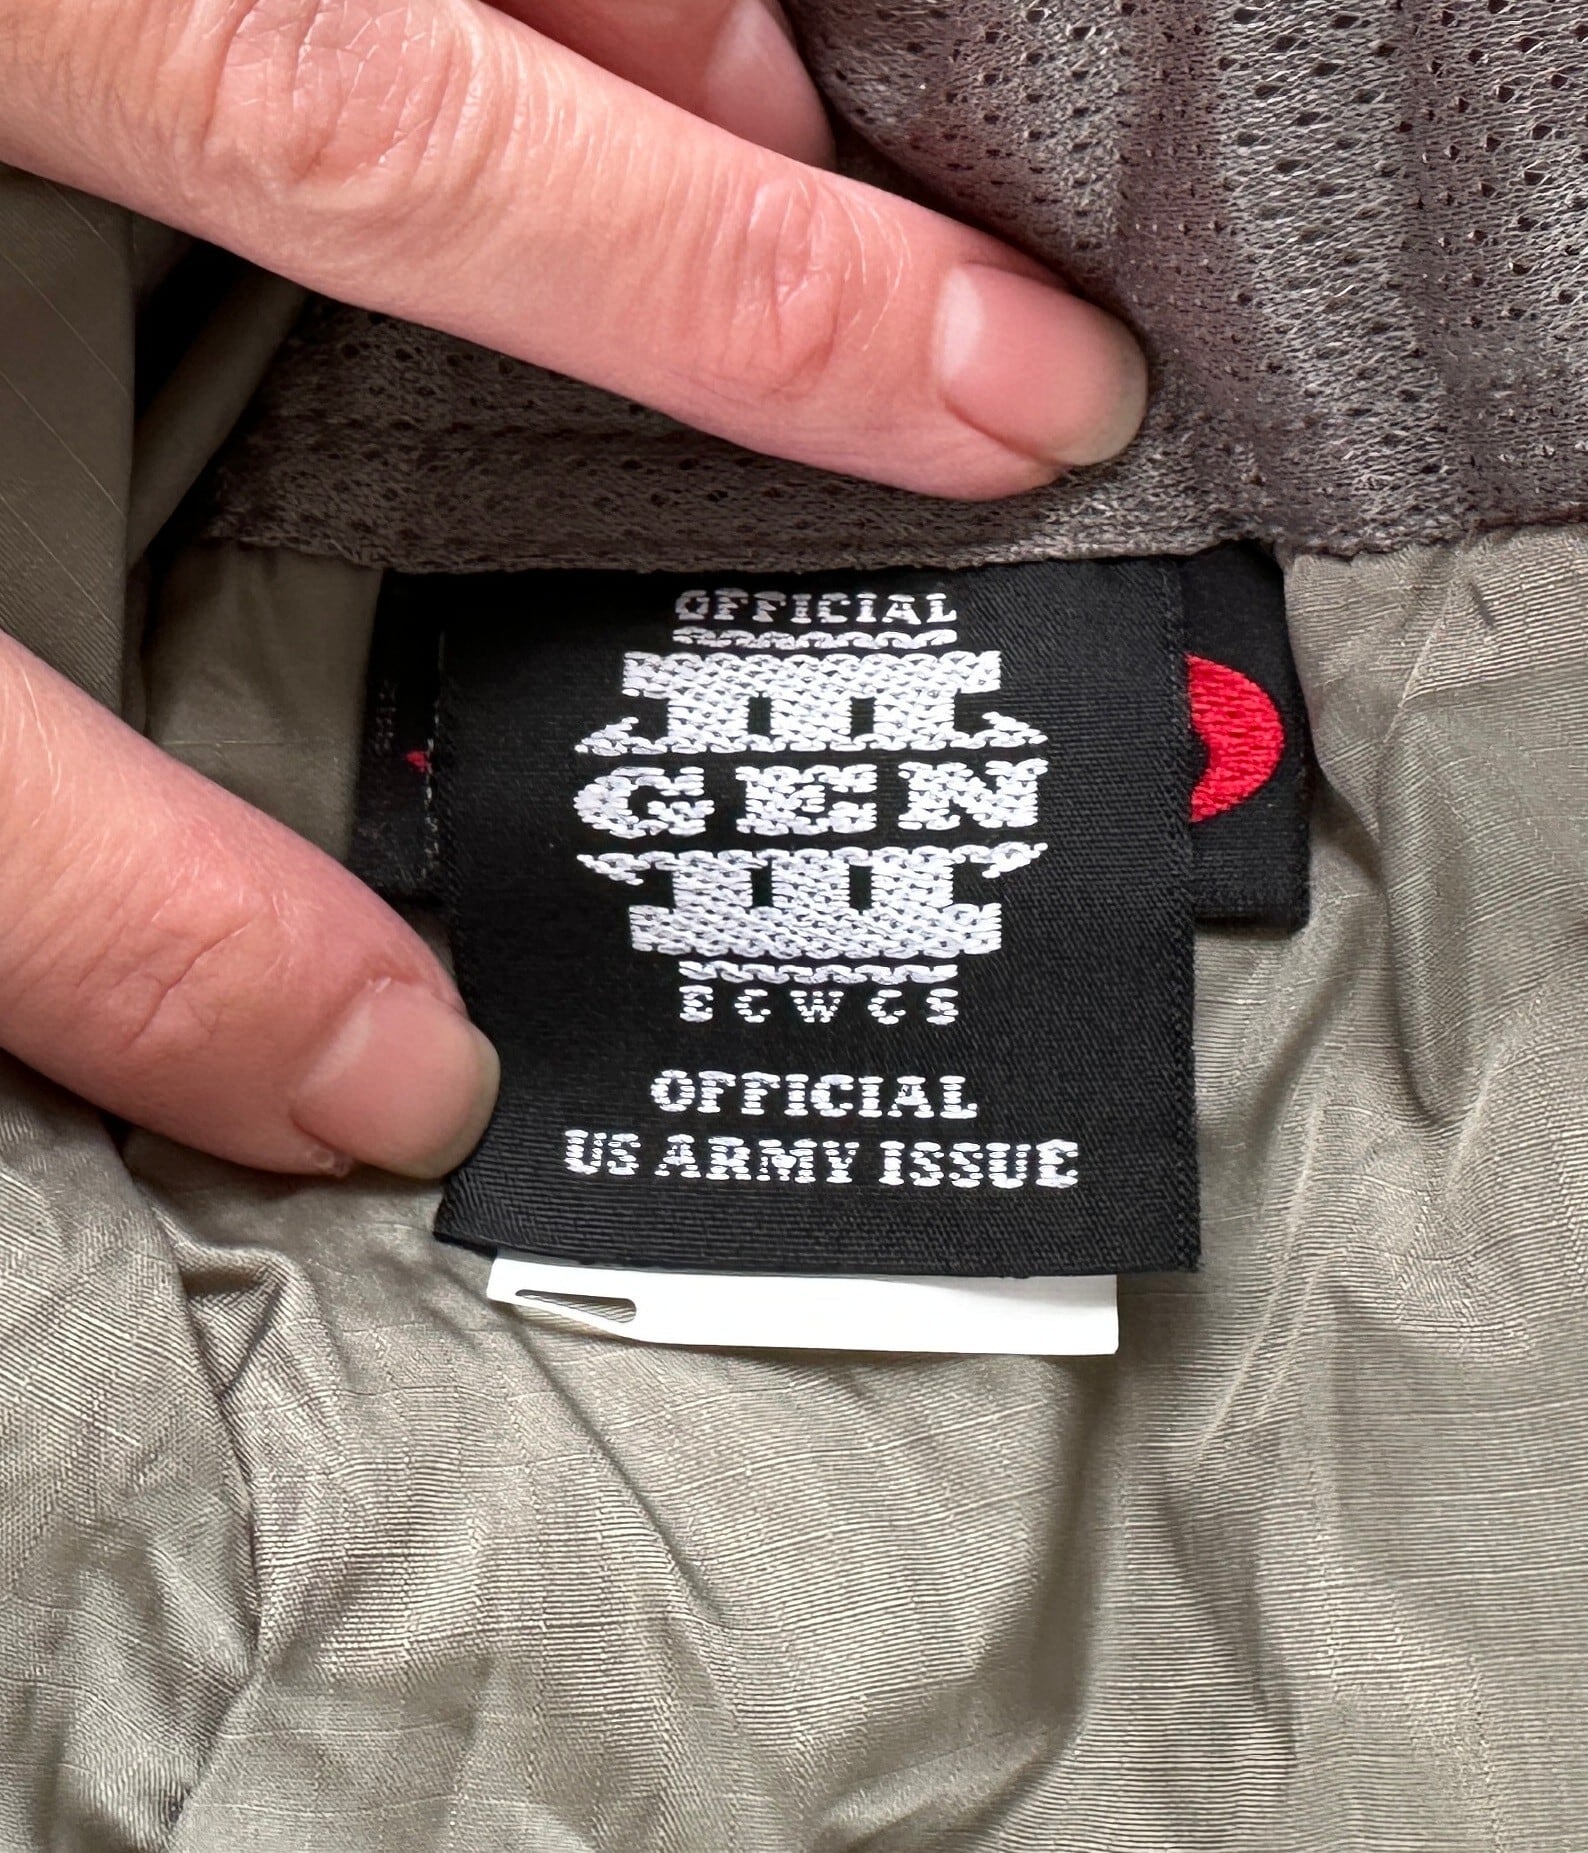 OFFICIAL
III
GEN
III
ECWCS
OFFICIAL
US ARMY ISSUE